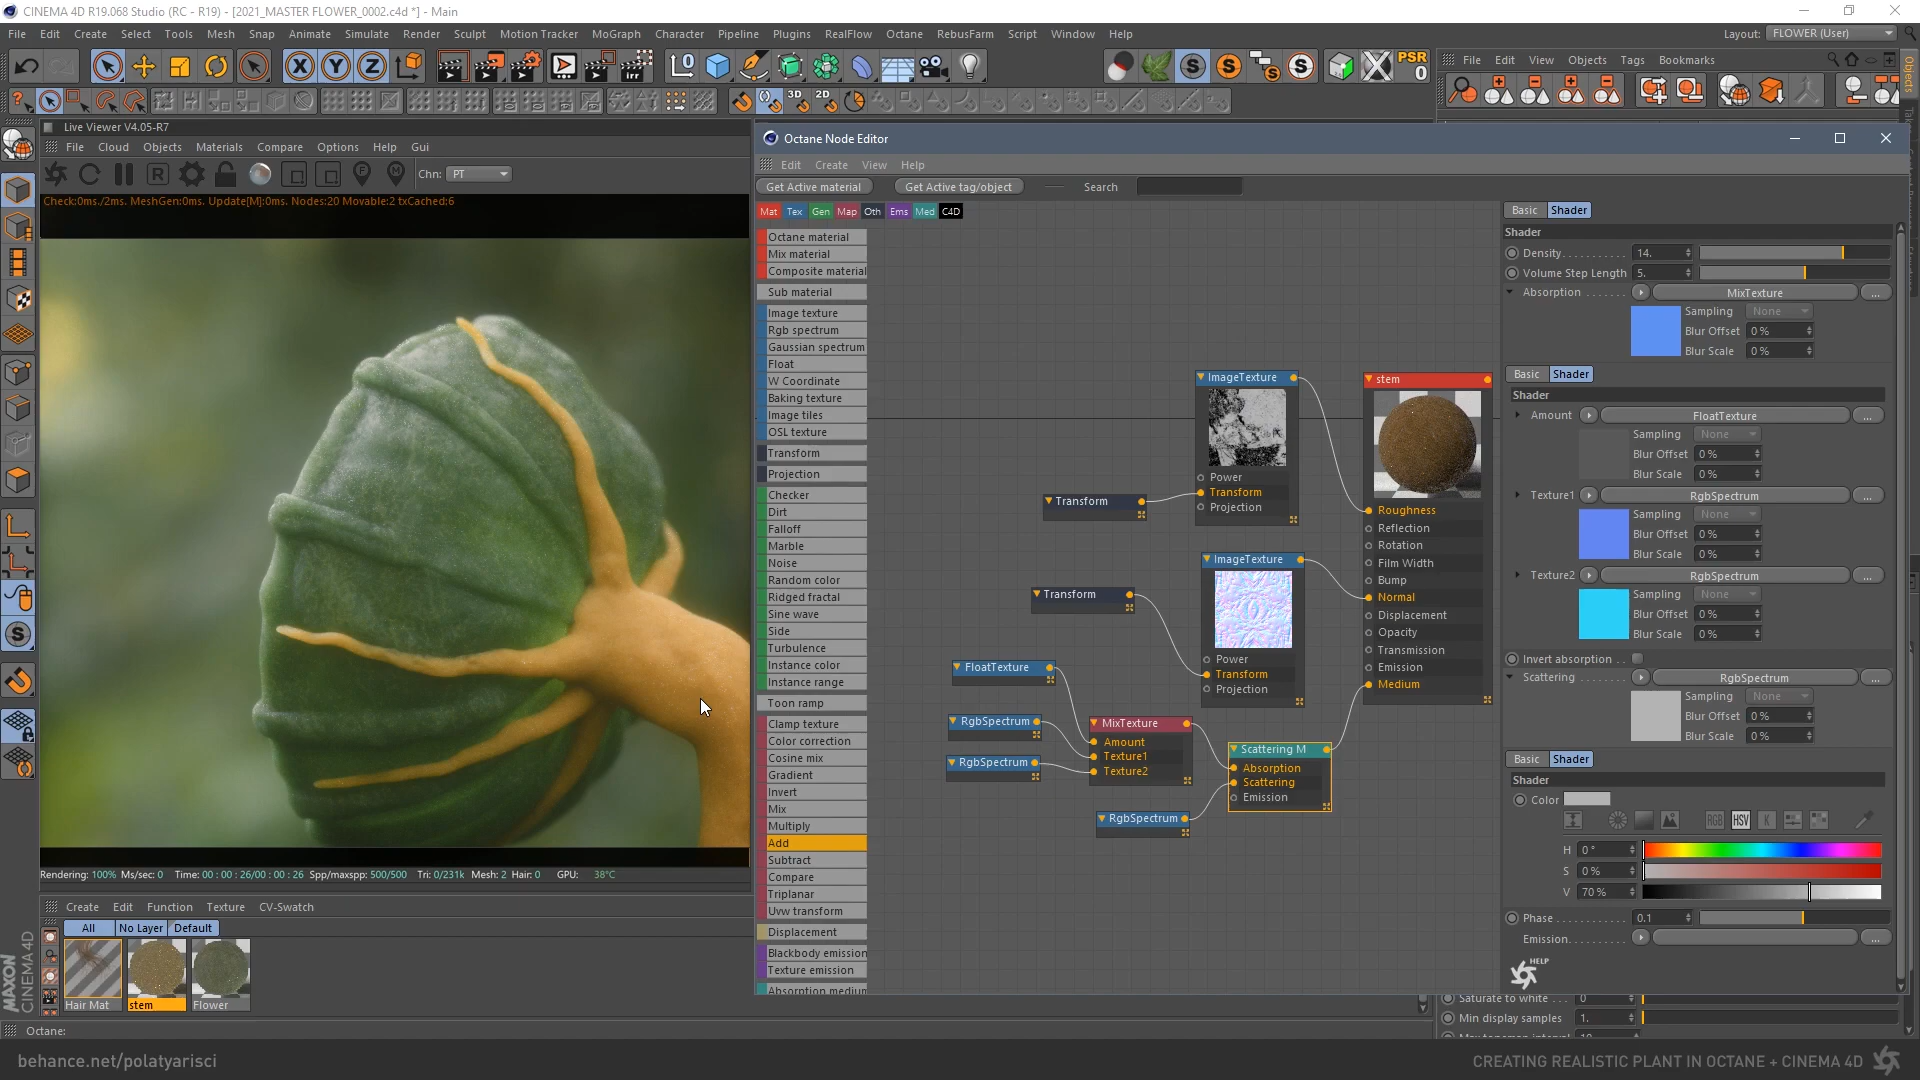 CINEMA 4D R19.068 Studio (RC - R19) - [2021_MASTER FLOWER_0002.c4d *] - Main
File Edit Create Select Tools Mesh Snap Animate Simulate Render Sculpt Motion Tracker MoGraph Character Pipeline Plugins RealFlow Octane RebusFarm Script Window Help
Layout: FLOWER (User)
PSR
0
File Edit View Objects Tags Bookmarks
Objects
3D 2D
Live Viewer V4.05-R7
File Cloud Objects Materials Compare Options Help Gui
R
Chn: PT
Check:0ms./2ms. MeshGen:0ms. Update[M]:0ms. Nodes:20 Movable:2 txCached:6
Rendering: 100% Ms/sec: 0 Time: 00 : 00 : 26/00 : 00 : 26 Spp/maxspp: 500/500 Tri: 0/231k Mesh: 2 Hair: 0 GPU: 38°C
Create Edit Function Texture CV-Swatch
All No Layer Default
Hair Mat stem Flower
MAXON
CINEMA 4D
Octane:
Octane Node Editor
Edit Create View Help
Get Active material Get Active tag/object Search
Mat Tex Gen Map Oth Ems Med C4D
Octane material
Mix material
Composite material
Sub material
Image texture
Rgb spectrum
Gaussian spectrum
Float
W Coordinate
Baking texture
Image tiles
OSL texture
Transform
Projection
Checker
Dirt
Falloff
Marble
Noise
Random color
Ridged fractal
Sine wave
Side
Turbulence
Instance color
Instance range
Toon ramp
Clamp texture
Color correction
Cosine mix
Gradient
Invert
Mix
Multiply
Add
Subtract
Compare
Triplanar
Uvw transform
Displacement
Blackbody emission
Texture emission
Absorption medium
ImageTexture
Power
Transform
Projection
Transform
ImageTexture
Power
Transform
Projection
Transform
FloatTexture
RgbSpectrum
RgbSpectrum
MixTexture
Amount
Texture1
Texture2
RgbSpectrum
Scattering M
Absorption
Scattering
Emission
stem
Roughness
Reflection
Rotation
Film Width
Bump
Normal
Displacement
Opacity
Transmission
Emission
Medium
Basic Shader
Shader
Density 14.
Volume Step Length 5.
Absorption MixTexture ...
Sampling None
Blur Offset 0 %
Blur Scale 0 %
Basic Shader
Shader
Amount FloatTexture ...
Sampling None
Blur Offset 0 %
Blur Scale 0 %
Texture1 RgbSpectrum ...
Sampling None
Blur Offset 0 %
Blur Scale 0 %
Texture2 RgbSpectrum ...
Sampling None
Blur Offset 0 %
Blur Scale 0 %
Invert absorption
Scattering RgbSpectrum ...
Sampling None
Blur Offset 0 %
Blur Scale 0 %
Basic Shader
Shader
Color
RGB HSV K
H 0 °
S 0 %
V 70 %
Phase 0.1
Emission ...
HELP
Saturate to white 0
Min display samples 1.
behance.net/polatyarisci
CREATING REALISTIC PLANT IN OCTANE + CINEMA 4D